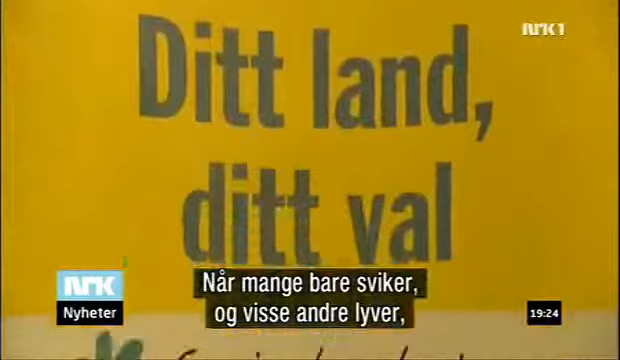 NRK1
Ditt land,
ditt val
Når mange bare sviker,
og visse andre lyver,
NRK
Nyheter
19:24